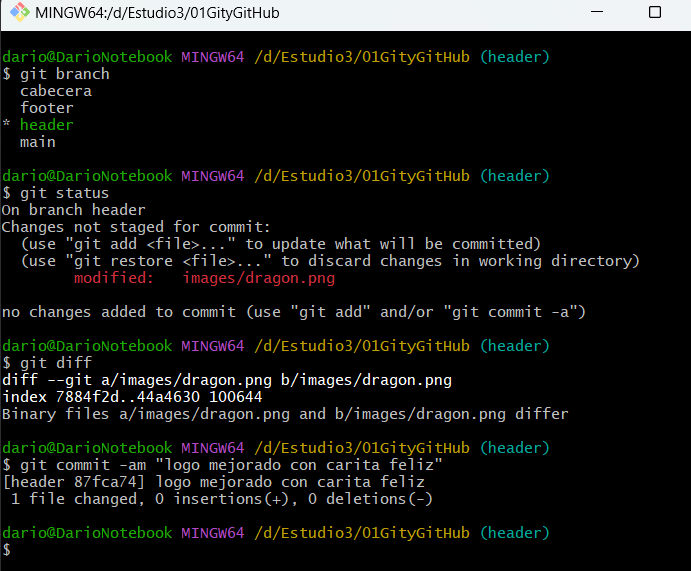 MINGW64:/d/Estudio3/01GityGitHub
dario@DarioNotebook MINGW64 /d/Estudio3/01GityGitHub (header)
$ git branch
  cabecera
  footer
* header
  main
dario@DarioNotebook MINGW64 /d/Estudio3/01GityGitHub (header)
$ git status
On branch header
Changes not staged for commit:
  (use "git add <file>..." to update what will be committed)
  (use "git restore <file>..." to discard changes in working directory)
        modified:   images/dragon.png
no changes added to commit (use "git add" and/or "git commit -a")
dario@DarioNotebook MINGW64 /d/Estudio3/01GityGitHub (header)
$ git diff
diff --git a/images/dragon.png b/images/dragon.png
index 7884f2d..44a4630 100644
Binary files a/images/dragon.png and b/images/dragon.png differ
dario@DarioNotebook MINGW64 /d/Estudio3/01GityGitHub (header)
$ git commit -am "logo mejorado con carita feliz"
[header 87fca74] logo mejorado con carita feliz
 1 file changed, 0 insertions(+), 0 deletions(-)
dario@DarioNotebook MINGW64 /d/Estudio3/01GityGitHub (header)
$